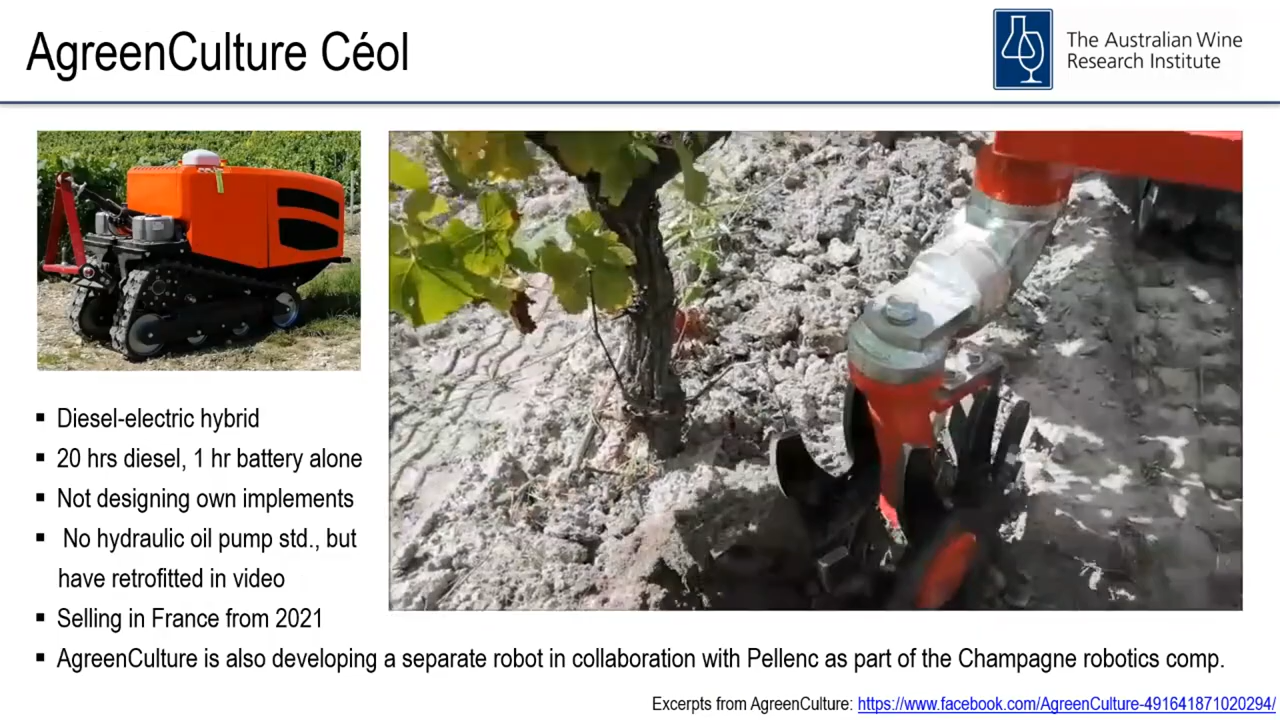 AgreenCulture Céol
The Australian Wine
Research Institute
▪ Diesel-electric hybrid
▪ 20 hrs diesel, 1 hr battery alone
▪ Not designing own implements
▪ No hydraulic oil pump std., but
have retrofitted in video
▪ Selling in France from 2021
▪ AgreenCulture is also developing a separate robot in collaboration with Pellenc as part of the Champagne robotics comp.
Excerpts from AgreenCulture: https://www.facebook.com/AgreenCulture-491641871020294/